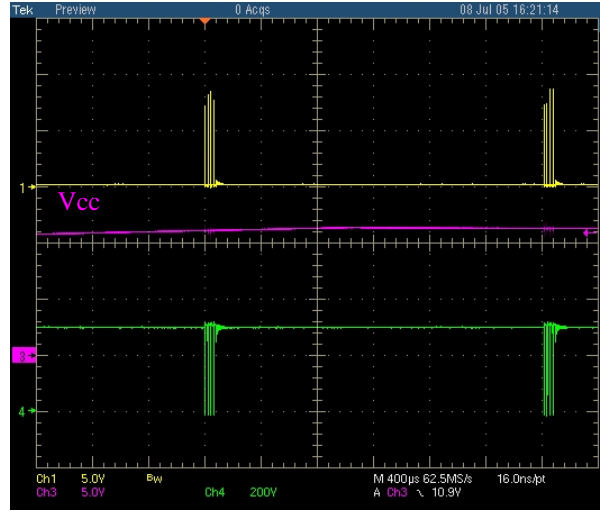 Tek Preview 0 Acqs 08 Jul 05 16:21:14
1
Vcc
3
4
Ch1 5.0V Bw M 400µs 62.5MS/s 16.0ns/pt
Ch3 5.0V Ch4 200V A Ch3 \ 10.9V